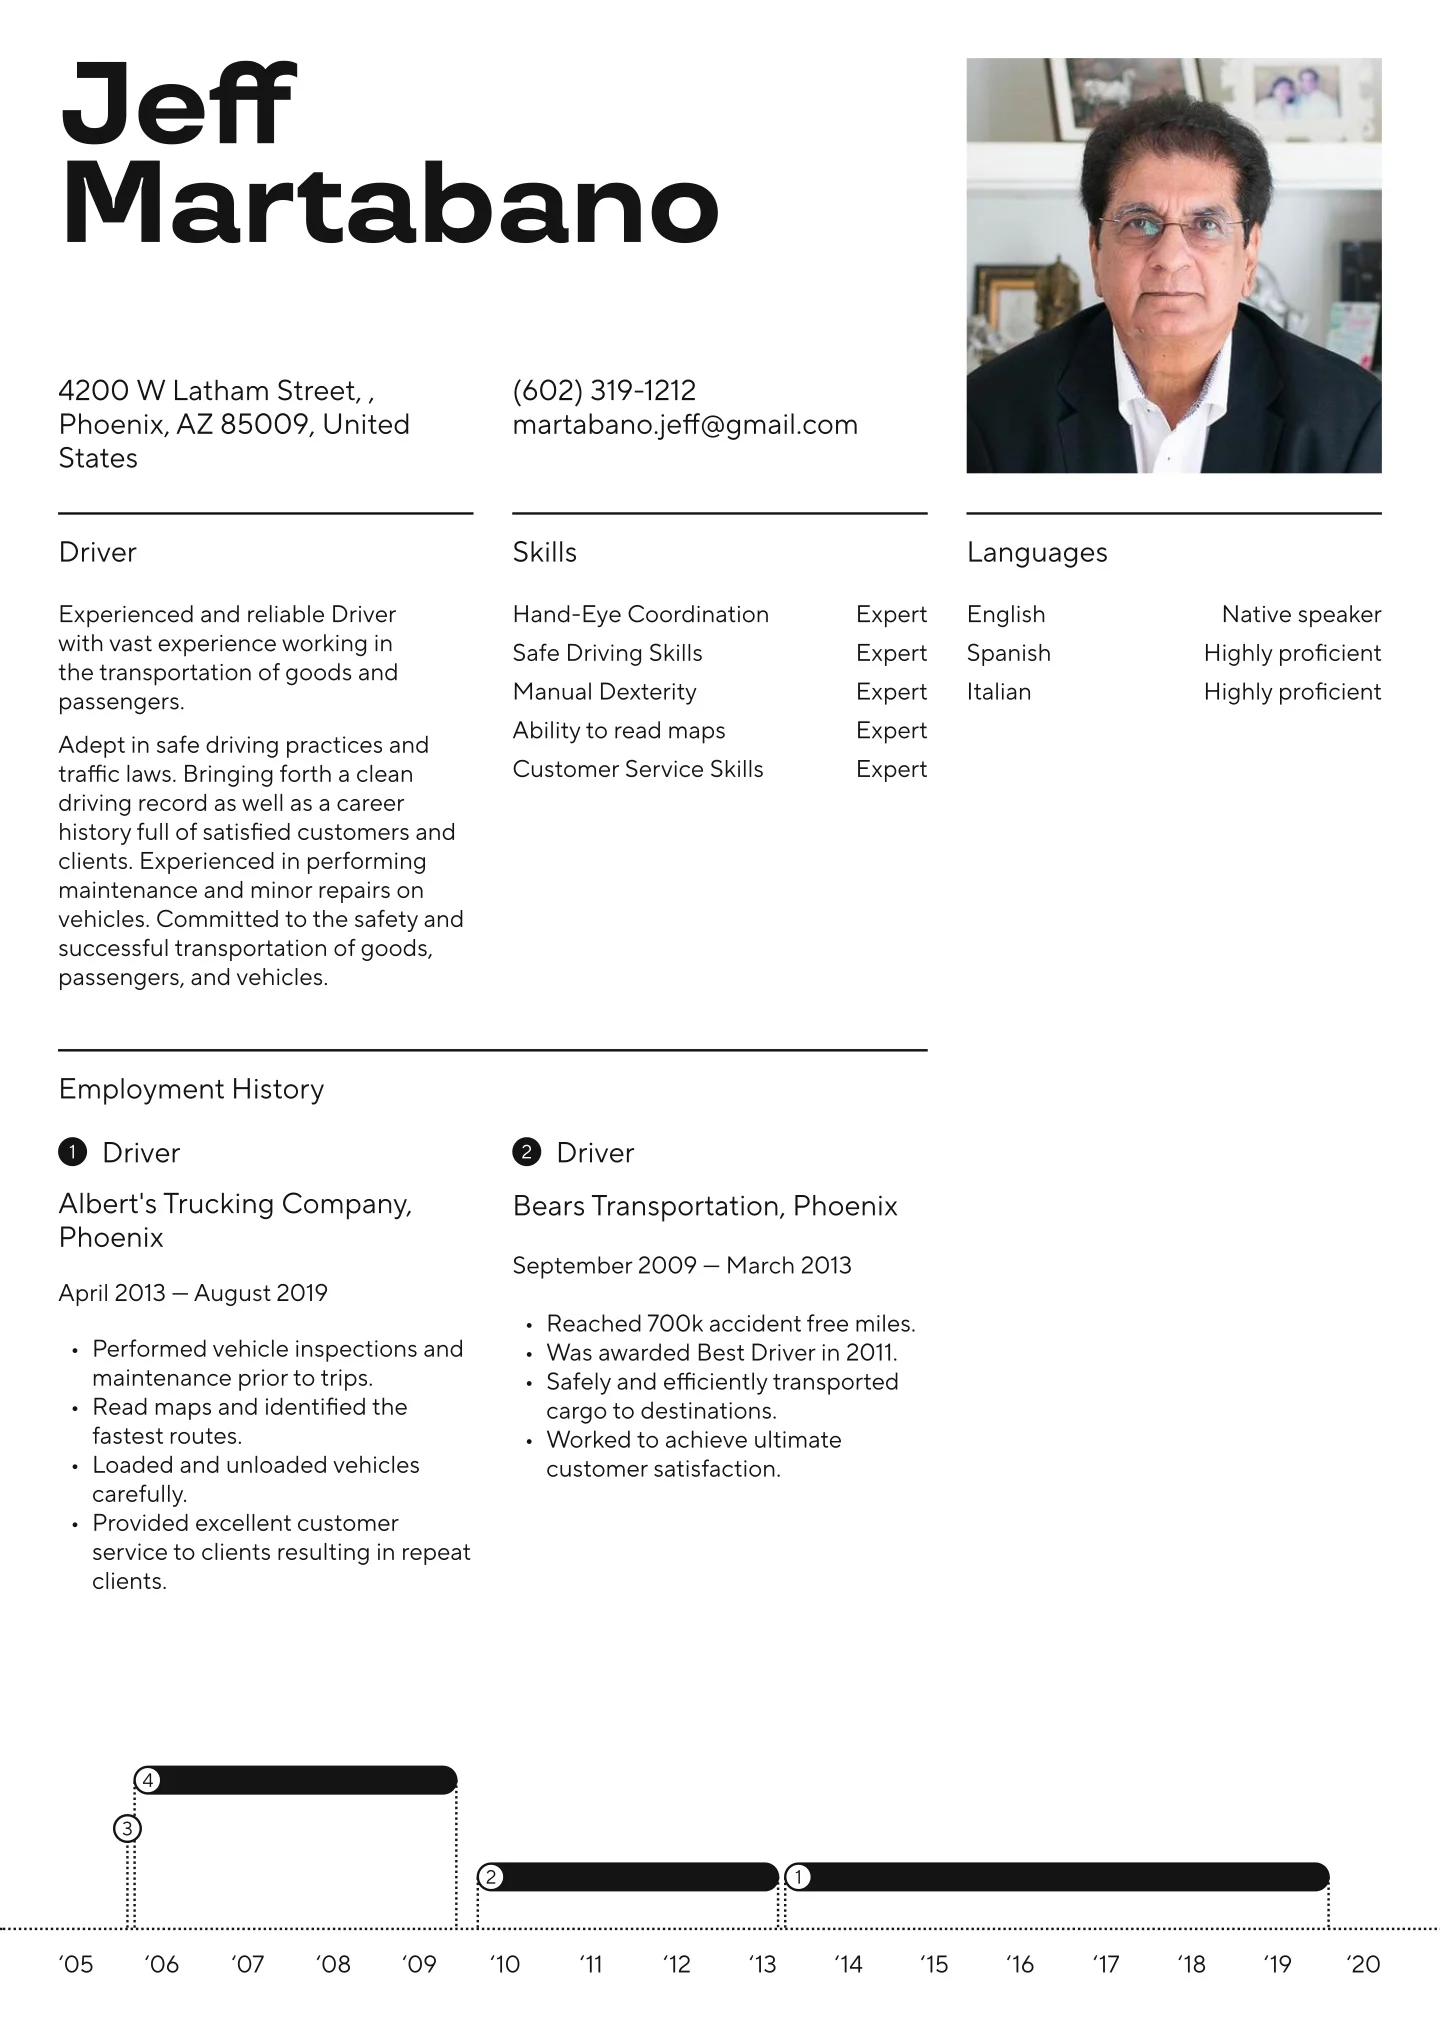 Jeff
Martabano
4200 W Latham Street, ,
Phoenix, AZ 85009, United
States
(602) 319-1212
martabano.jeff@gmail.com
Driver
Experienced and reliable Driver
with vast experience working in
the transportation of goods and
passengers.
Adept in safe driving practices and
traffic laws. Bringing forth a clean
driving record as well as a career
history full of satisfied customers and
clients. Experienced in performing
maintenance and minor repairs on
vehicles. Committed to the safety and
successful transportation of goods,
passengers, and vehicles.
Skills
Hand-Eye Coordination Expert
Safe Driving Skills Expert
Manual Dexterity Expert
Ability to read maps Expert
Customer Service Skills Expert
Languages
English Native speaker
Spanish Highly proficient
Italian Highly proficient
Employment History
1 Driver
Albert's Trucking Company,
Phoenix
April 2013 — August 2019
• Performed vehicle inspections and
maintenance prior to trips.
• Read maps and identified the
fastest routes.
• Loaded and unloaded vehicles
carefully.
• Provided excellent customer
service to clients resulting in repeat
clients.
2 Driver
Bears Transportation, Phoenix
September 2009 — March 2013
• Reached 700k accident free miles.
• Was awarded Best Driver in 2011.
• Safely and efficiently transported
cargo to destinations.
• Worked to achieve ultimate
customer satisfaction.
4
3
2 1
‘05 ‘06 ‘07 ‘08 ‘09 ‘10 ‘11 ‘12 ‘13 ‘14 ‘15 ‘16 ‘17 ‘18 ‘19 ‘20